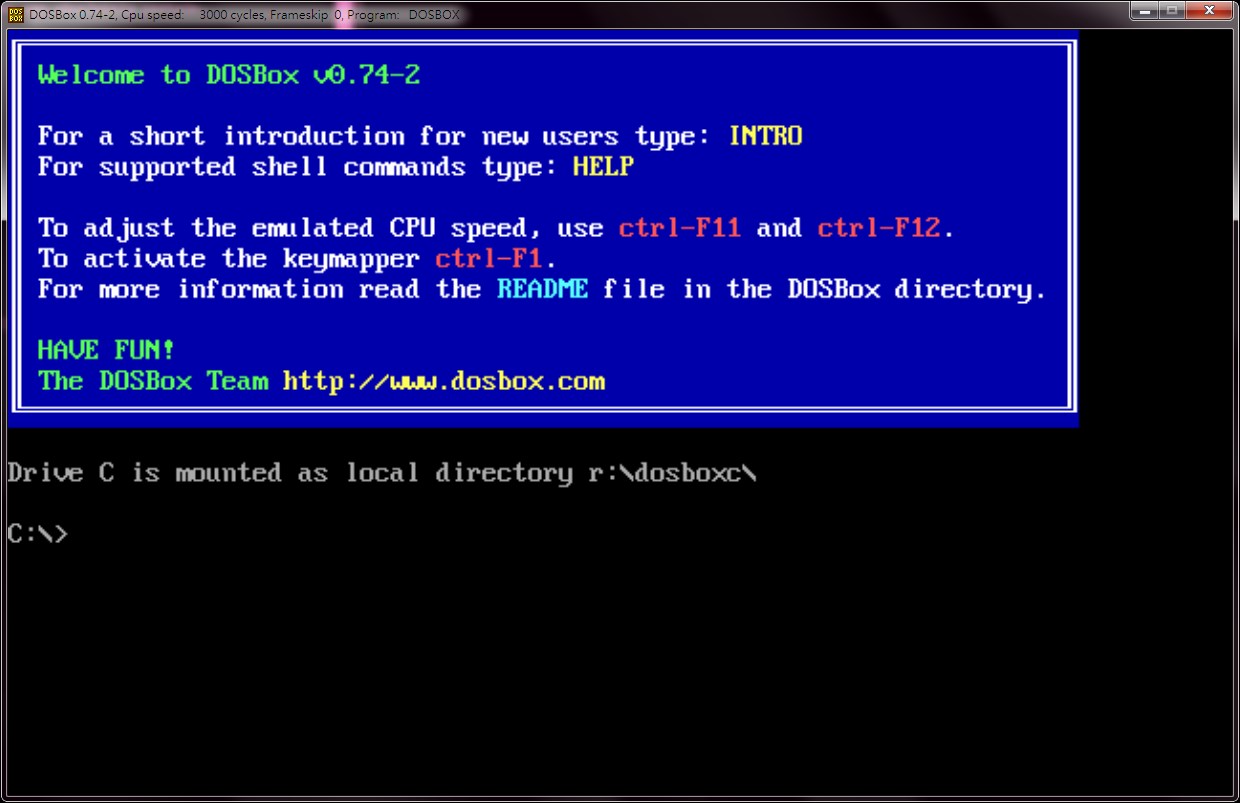 DOSBox 0.74-2, Cpu speed: 3000 cycles, Frameskip 0, Program: DOSBOX
Welcome to DOSBox v0.74-2
For a short introduction for new users type: INTRO
For supported shell commands type: HELP
To adjust the emulated CPU speed, use ctrl-F11 and ctrl-F12.
To activate the keymapper ctrl-F1.
For more information read the README file in the DOSBox directory.
HAVE FUN!
The DOSBox Team http://www.dosbox.com
Drive C is mounted as local directory r:\dosboxc\
C:\>